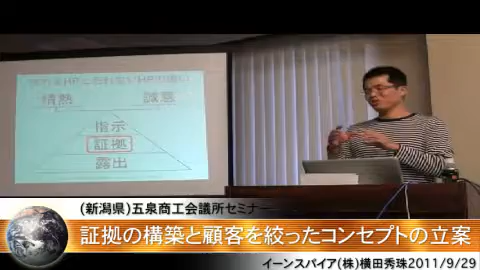 情熱
誠意
指示
証拠
露出
(新潟県)五泉商工会議所セミナー
証拠の構築と顧客を絞ったコンセプトの立案
イーンスパイア(株)横田秀珠2011/9/29